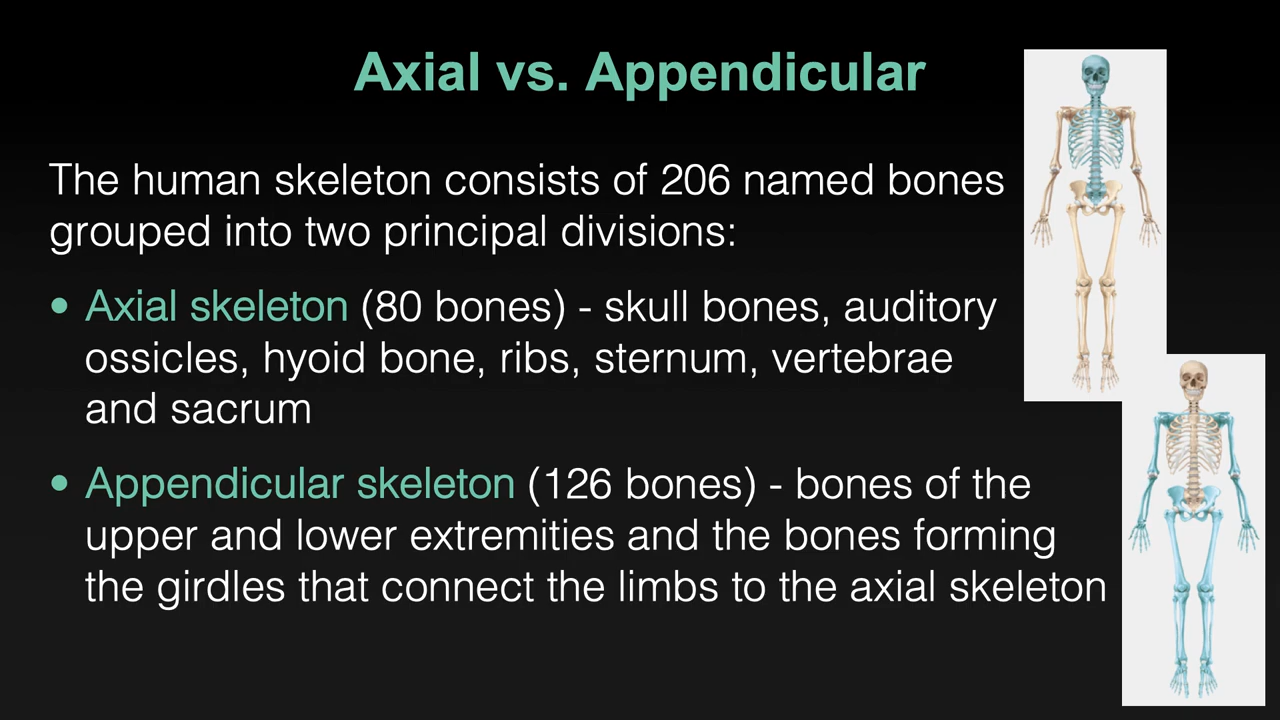 Axial vs. Appendicular
The human skeleton consists of 206 named bones
grouped into two principal divisions:
• Axial skeleton (80 bones) - skull bones, auditory
ossicles, hyoid bone, ribs, sternum, vertebrae
and sacrum
• Appendicular skeleton (126 bones) - bones of the
upper and lower extremities and the bones forming
the girdles that connect the limbs to the axial skeleton